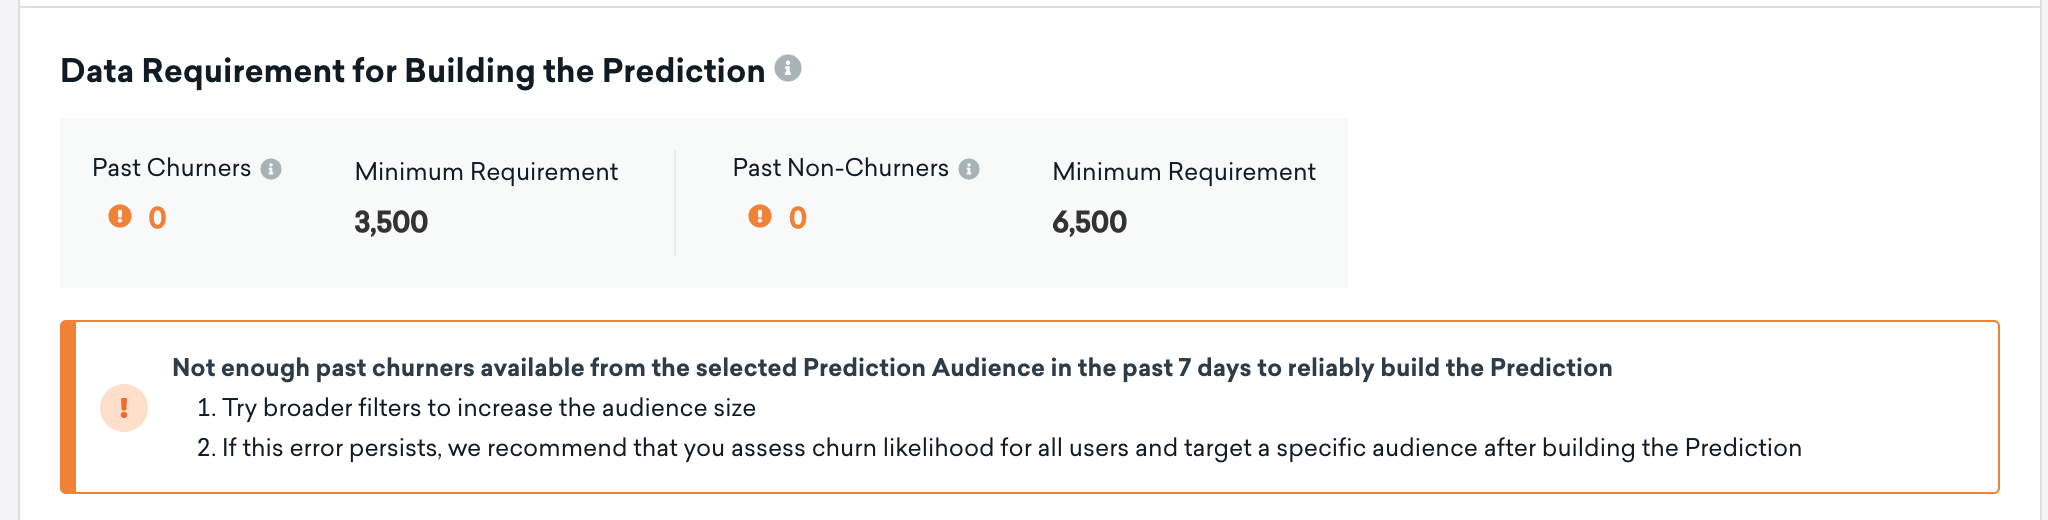 Data Requirement for Building the Prediction
Past Churners
Minimum Requirement
0
3,500
Past Non-Churners
Minimum Requirement
0
6,500
Not enough past churners available from the selected Prediction Audience in the past 7 days to reliably build the Prediction
1. Try broader filters to increase the audience size
2. If this error persists, we recommend that you assess churn likelihood for all users and target a specific audience after building the Prediction